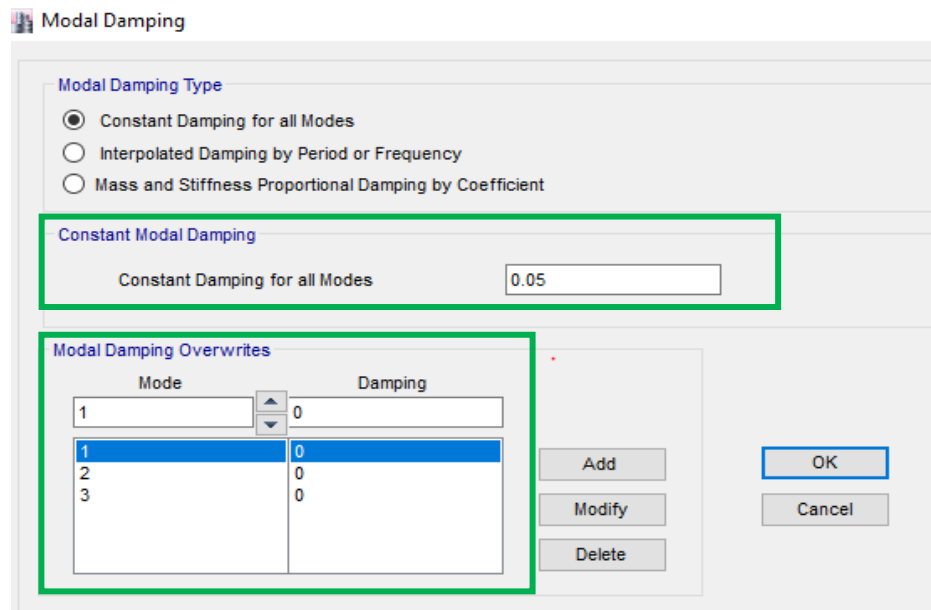 Modal Damping
Modal Damping Type
Constant Damping for all Modes
Interpolated Damping by Period or Frequency
Mass and Stiffness Proportional Damping by Coefficient
Constant Modal Damping
Constant Damping for all Modes 0.05
Modal Damping Overwrites
*
Mode Damping
1 0
1 0
2 0
3 0
Add
Modify
Delete
OK
Cancel